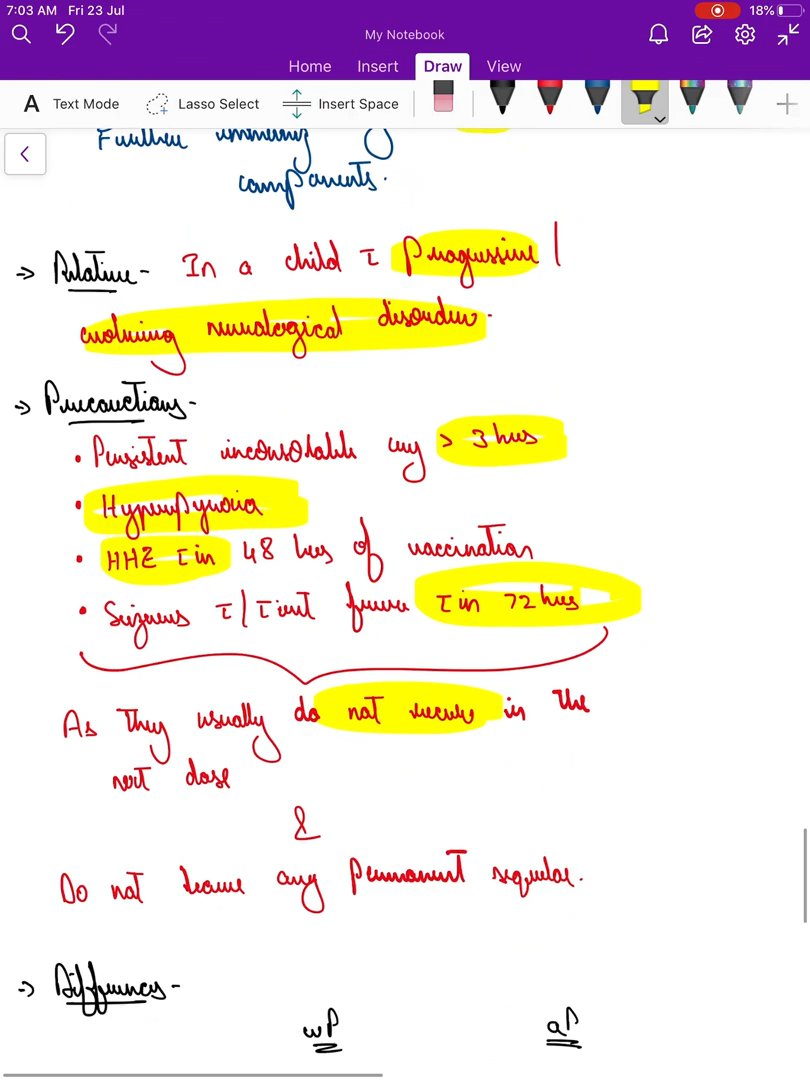 7:03 AM Fri 23 Jul
18%
My Notebook
Home Insert Draw View
A Text Mode Lasso Select Insert Space
Further immunizing
components.
=> Relative- In a child c̄ Progressive |
evolving neurological disorder.
=> Precautions-
• Persistent inconsolable cry > 3 hrs
• Hyperpyrexia
• HHE c̄in 48 hrs of vaccination
• Seizures c̄/c̄out fever c̄in 72 hrs
As they usually do not recur in the
next dose
&
Do not leave any permanent sequelae.
=> Differences-
wP aP